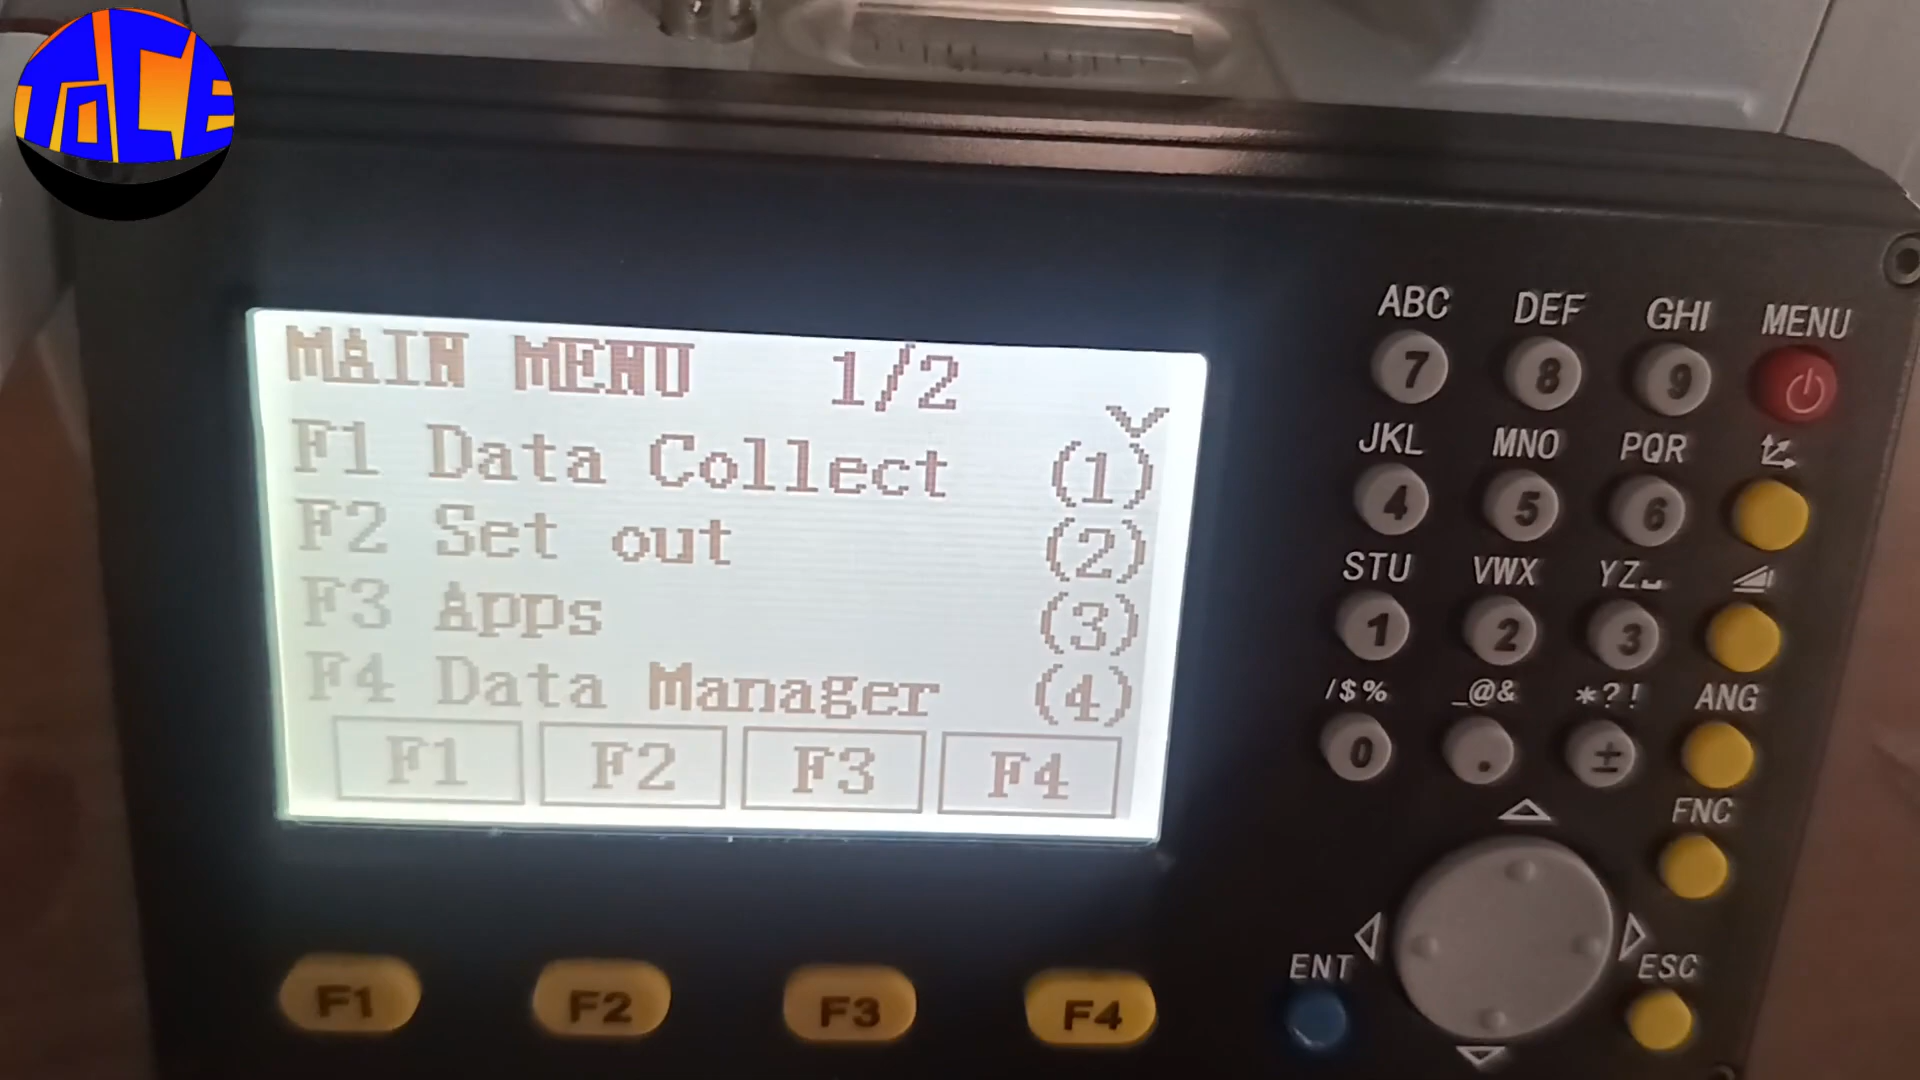 TOCE
MAIN MENU 1/2
F1 Data Collect (1)
F2 Set out (2)
F3 Apps (3)
F4 Data Manager (4)
F1 F2 F3 F4
F1 F2 F3 F4
ABC DEF GHI MENU
7 8 9
JKL MNO PQR
4 5 6
STU VWX YZ␣
1 2 3
/$% _@& *?! ANG
0 . ±
FNC
ENT ESC